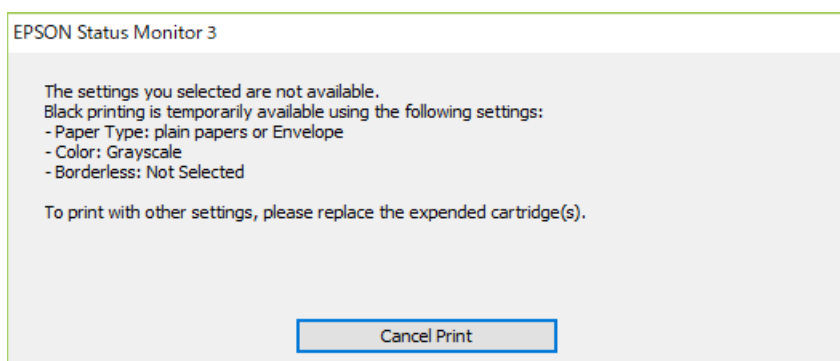 EPSON Status Monitor 3
The settings you selected are not available.
Black printing is temporarily available using the following settings:
- Paper Type: plain papers or Envelope
- Color: Grayscale
- Borderless: Not Selected
To print with other settings, please replace the expended cartridge(s).
Cancel Print